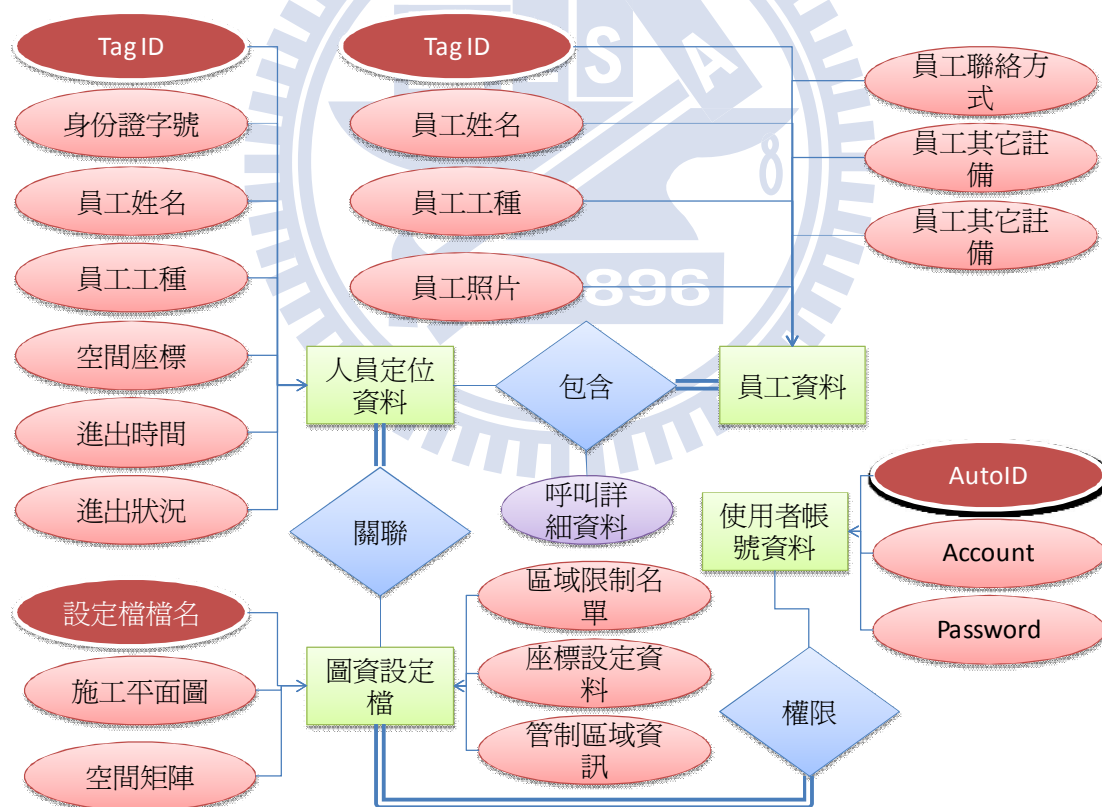 Tag ID
身份證字號
員工姓名
員工工種
空間座標
進出時間
進出狀況
Tag ID
員工姓名
員工工種
員工照片
員工聯絡方
式
員工其它註
備
員工其它註
備
人員定位
資料
包含
員工資料
呼叫詳
細資料
關聯
使用者帳
號資料
AutoID
Account
Password
設定檔檔名
施工平面圖
空間矩陣
圖資設定
檔
區域限制名
單
座標設定資
料
管制區域資
訊
權限
S
A
8
896